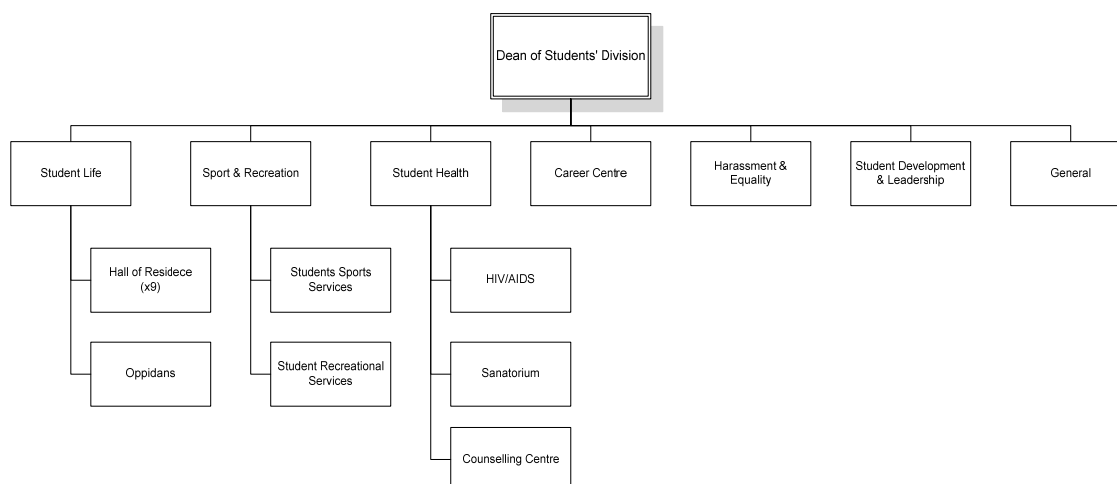 Dean of Students' Division
Student Life
Sport & Recreation
Student Health
Career Centre
Harassment &
Equality
Student Development
& Leadership
General
Hall of Residece
(x9)
Students Sports
Services
HIV/AIDS
Oppidans
Student Recreational
Services
Sanatorium
Counselling Centre